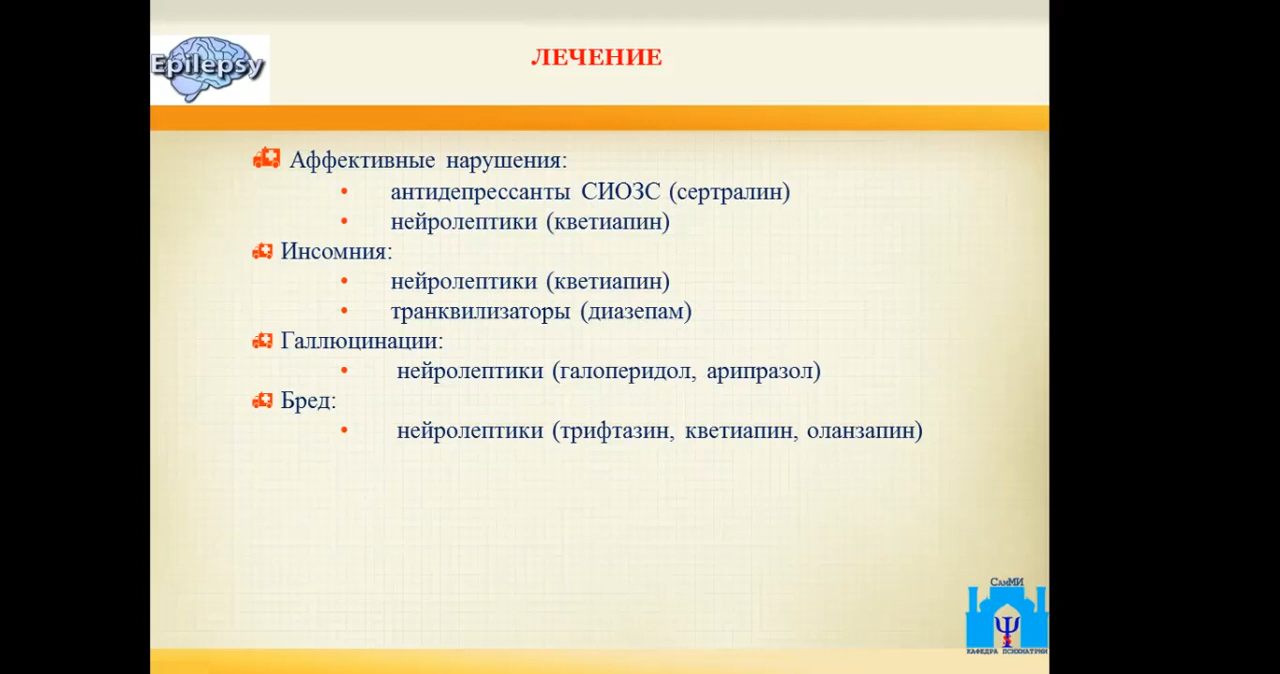 Epilepsy
ЛЕЧЕНИЕ
Аффективные нарушения:
• антидепрессанты СИОЗС (сертралин)
• нейролептики (кветиапин)
Инсомния:
• нейролептики (кветиапин)
• транквилизаторы (диазепам)
Галлюцинации:
• нейролептики (галоперидол, арипразол)
Бред:
• нейролептики (трифтазин, кветиапин, оланзапин)
СамМИ
Ψ
КАФЕДРА ПСИХИАТРИИ